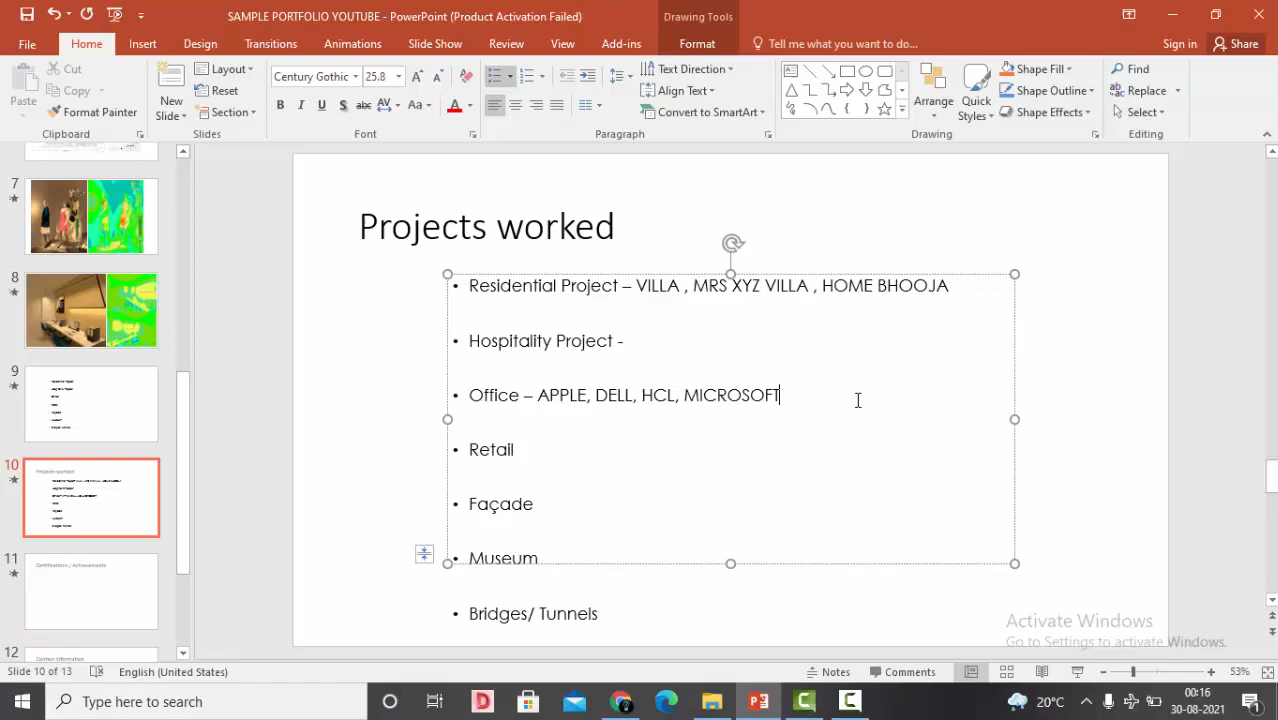 SAMPLE PORTFOLIO YOUTUBE - PowerPoint (Product Activation Failed)
Drawing Tools
File
Home
Insert
Design
Transitions
Animations
Slide Show
Review
View
Add-ins
Format
Tell me what you want to do...
Sign in
Share
Paste
Cut
Copy
Format Painter
Clipboard
New Slide
Layout
Reset
Section
Slides
Century Gothic
25.8
Font
Paragraph
Text Direction
Align Text
Convert to SmartArt
Arrange
Quick Styles
Shape Fill
Shape Outline
Shape Effects
Drawing
Find
Replace
Select
Editing
7
8
9
10
Projects worked
11
Certifications / Achievements
12
Contact information
Projects worked
• Residential Project – VILLA , MRS XYZ VILLA , HOME BHOOJA
• Hospitality Project -
• Office – APPLE, DELL, HCL, MICROSOFT
• Retail
• Façade
• Museum
• Bridges/ Tunnels
Activate Windows
Go to Settings to activate Windows.
Slide 10 of 13
English (United States)
Notes
Comments
53%
Type here to search
20°C
00:16
30-08-2021